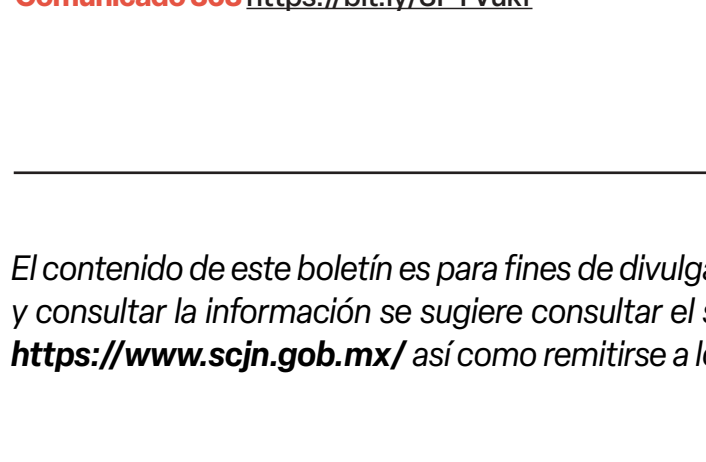 Comunicado
El contenido de este boletín es para fines de
y consultar la información se sugiere consultar el
https://www.scjn.gob.mx/ así como remitirse a